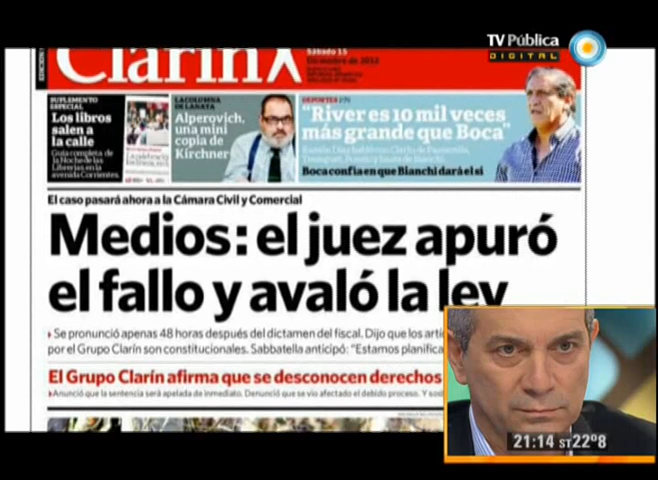 TV Pública
DIGITAL
EDICION
Clarín
Sábado 15
Diciembre de 2012
SUPLEMENTO
ESPECIAL
Los libros
salen a
la calle
Guía completa de
la Noche de las
Librerías en la
avenida Corrientes.
LA COLUMNA
DE LANATA
Alperovich,
una mini
copia de
Kirchner
DEPORTES
"River es 10 mil veces
más grande que Boca"
Boca confía en que Bianchi dará el sí
El caso pasará ahora a la Cámara Civil y Comercial
Medios: el juez apuró
el fallo y avaló la ley
Se pronunció apenas 48 horas después del dictamen del fiscal. Dijo que los artí
por el Grupo Clarín son constitucionales. Sabbatella anticipó: "Estamos planifica
El Grupo Clarín afirma que se desconocen derechos
Anunció que la sentencia será apelada de inmediato. Denunció que se vio afectado el debido proceso. Y sost
21:14 ST 22°8